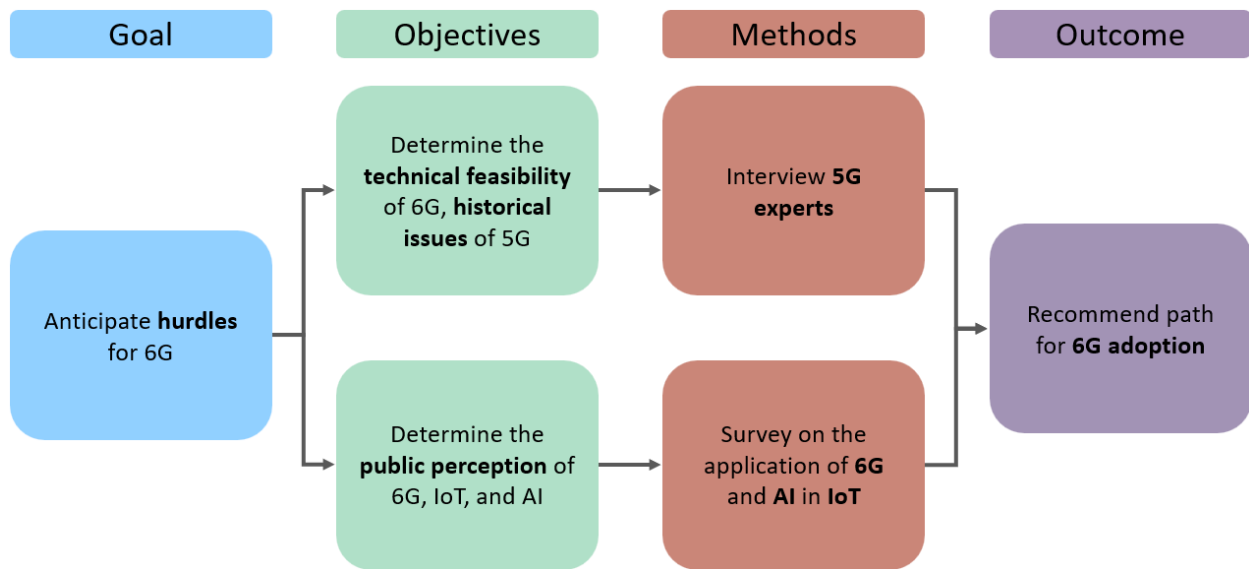 Goal
Objectives
Methods
Outcome
Anticipate hurdles
for 6G
Determine the
technical feasibility
of 6G, historical
issues of 5G
Interview 5G
experts
Determine the
public perception of
6G, IoT, and AI
Survey on the
application of 6G
and AI in IoT
Recommend path
for 6G adoption